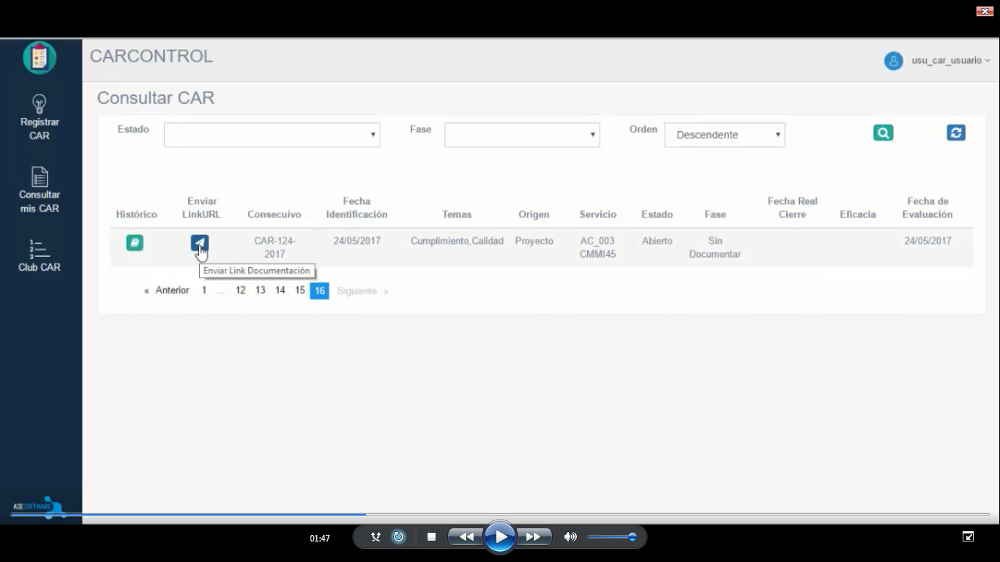 CARCONTROL
usu_car_usuario
Registrar
CAR
Consultar
mis CAR
1
2
3
Club CAR
ASESOFTWARE
Consultar CAR
Estado
Fase
Orden
Descendente
Histórico
Enviar
LinkURL
Consecuivo
Fecha
Identificación
Temas
Origen
Servicio
Estado
Fase
Fecha Real
Cierre
Eficacia
Fecha de
Evaluación
CAR-124-
2017
24/05/2017
Cumplimiento,Calidad
Proyecto
AC_003
CMMI45
Abierto
Sin
Documentar
24/05/2017
Enviar Link Documentación
« Anterior 1 ... 12 13 14 15 16 Siguiente »
01:47